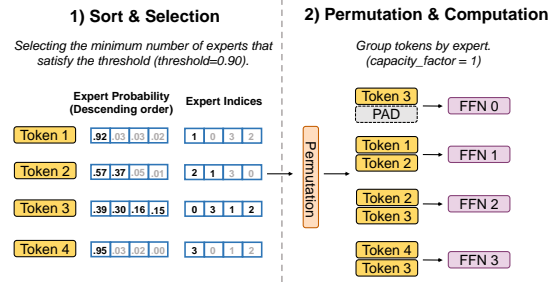 1) Sort & Selection
Selecting the minimum number of experts that
satisfy the threshold (threshold=0.90).
Expert Probability
(Descending order)
Expert Indices
Token 1
.92 .03 .03 .02
1 0 3 2
Token 2
.57 .37 .05 .01
2 1 3 0
Token 3
.39 .30 .16 .15
0 3 1 2
Token 4
.95 .03 .02 .00
3 0 1 2
Permutation
2) Permutation & Computation
Group tokens by expert.
(capacity_factor = 1)
Token 3
PAD
FFN 0
Token 1
Token 2
FFN 1
Token 2
Token 3
FFN 2
Token 4
Token 3
FFN 3